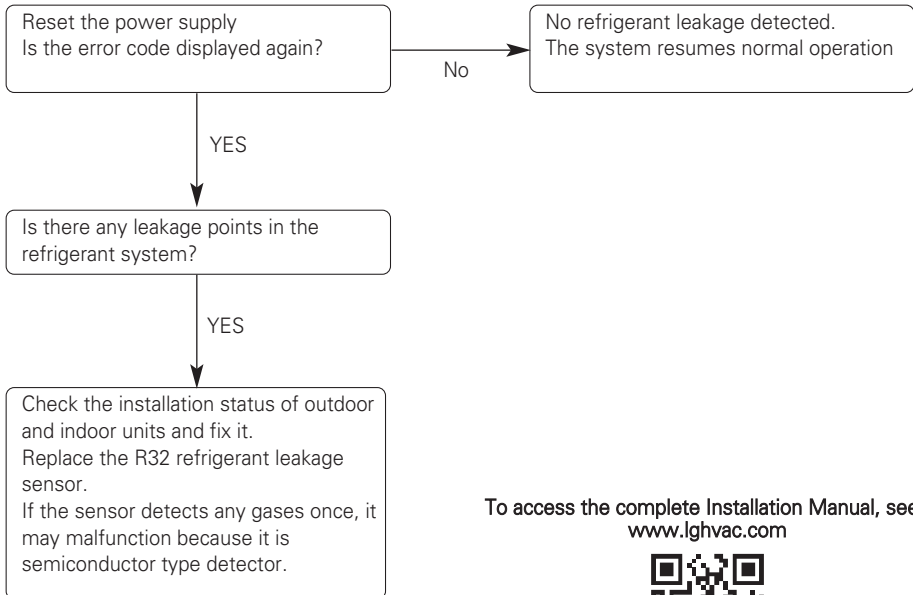 Reset the power supply
Is the error code displayed again?
No
No refrigerant leakage detected.
The system resumes normal operation
YES
Is there any leakage points in the
refrigerant system?
YES
Check the installation status of outdoor
and indoor units and fix it.
Replace the R32 refrigerant leakage
sensor.
If the sensor detects any gases once, it
may malfunction because it is
semiconductor type detector.
To access the complete Installation Manual, see
www.lghvac.com